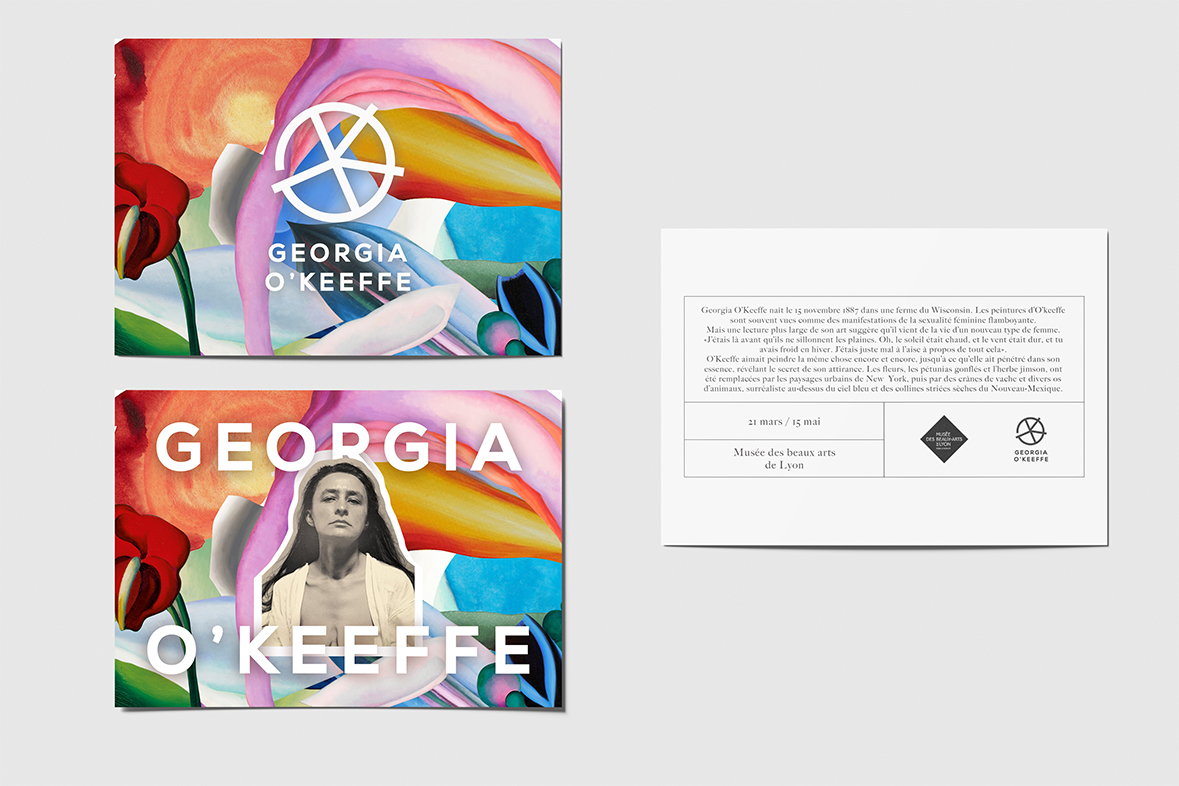 GEORGIA
O'KEEFFE
GEORGIA
O'KEEFFE
Georgia O'Keeffe nait le 15 novembre 1887 dans une ferme du Wisconsin. Les peintures d'O'keeffe
sont souvent vues comme des manifestations de la sexualité féminine flamboyante.
Mais une lecture plus large de son art suggère qu'il vient de la vie d'un nouveau type de femme.
«J'étais là avant qu'ils ne sillonnent les plaines. Oh, le soleil était chaud, et le vent était dur, et tu
avais froid en hiver. J'étais juste mal à l'aise à propos de tout cela».
O'Keeffe aimait peindre la même chose encore et encore, jusqu'à ce qu'elle ait pénétré dans son
essence, révélant le secret de son attirance. Les fleurs, les pétunias gonflés et l'herbe jimson, ont
été remplacées par les paysages urbains de New York, puis par des crânes de vache et divers os
d'animaux, surréaliste au-dessus du ciel bleu et des collines striées sèches du Nouveau-Mexique.
21 mars / 15 mai
Musée des beaux arts
de Lyon
MUSÉE
DES BEAUX-ARTS
LYON
GEORGIA
O'KEEFFE